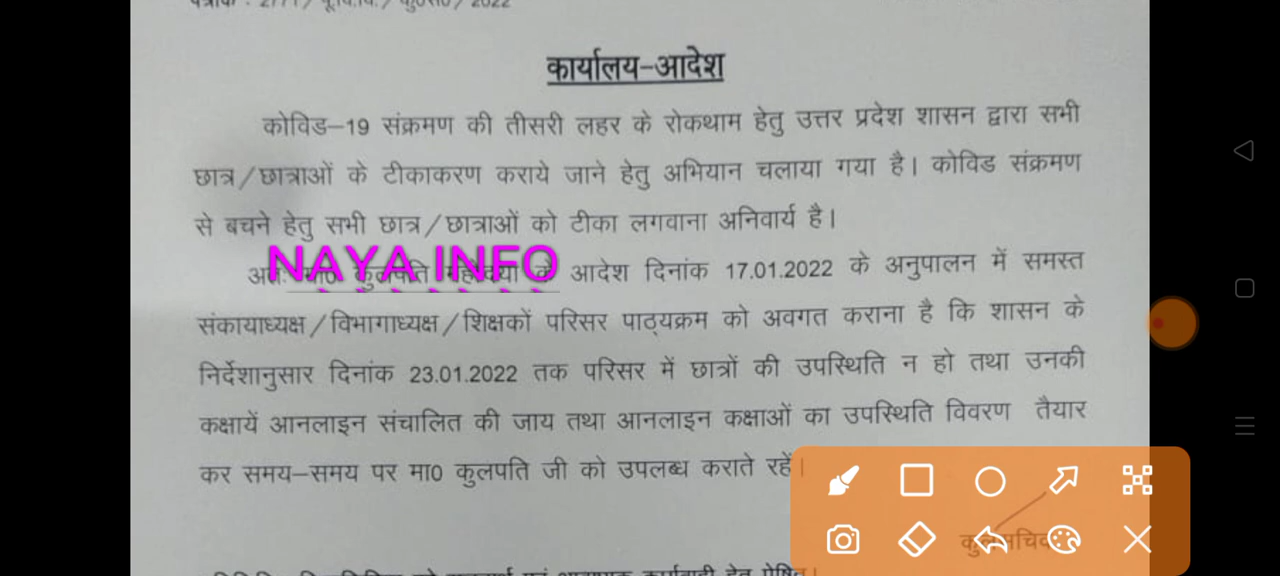 कार्यालय-आदेश
कोविड-19 संक्रमण की तीसरी लहर के रोकथाम हेतु उत्तर प्रदेश शासन द्वारा सभी
छात्र/छात्राओं के टीकाकरण कराये जाने हेतु अभियान चलाया गया है। कोविड संक्रमण
से बचने हेतु सभी छात्र/छात्राओं को टीका लगवाना अनिवार्य है।
NAYA INFO
कुलपति के आदेश दिनांक 17.01.2022 के अनुपालन में समस्त
संकायाध्यक्ष/विभागाध्यक्ष/शिक्षकों परिसर पाठ्यक्रम को अवगत कराना है कि शासन के
निर्देशानुसार दिनांक 23.01.2022 तक परिसर में छात्रों की उपस्थिति न हो तथा उनकी
कक्षायें आनलाइन संचालित की जाय तथा आनलाइन कक्षाओं का उपस्थिति विवरण तैयार
कर समय-समय पर मा0 कुलपति जी को उपलब्ध कराते रहें।